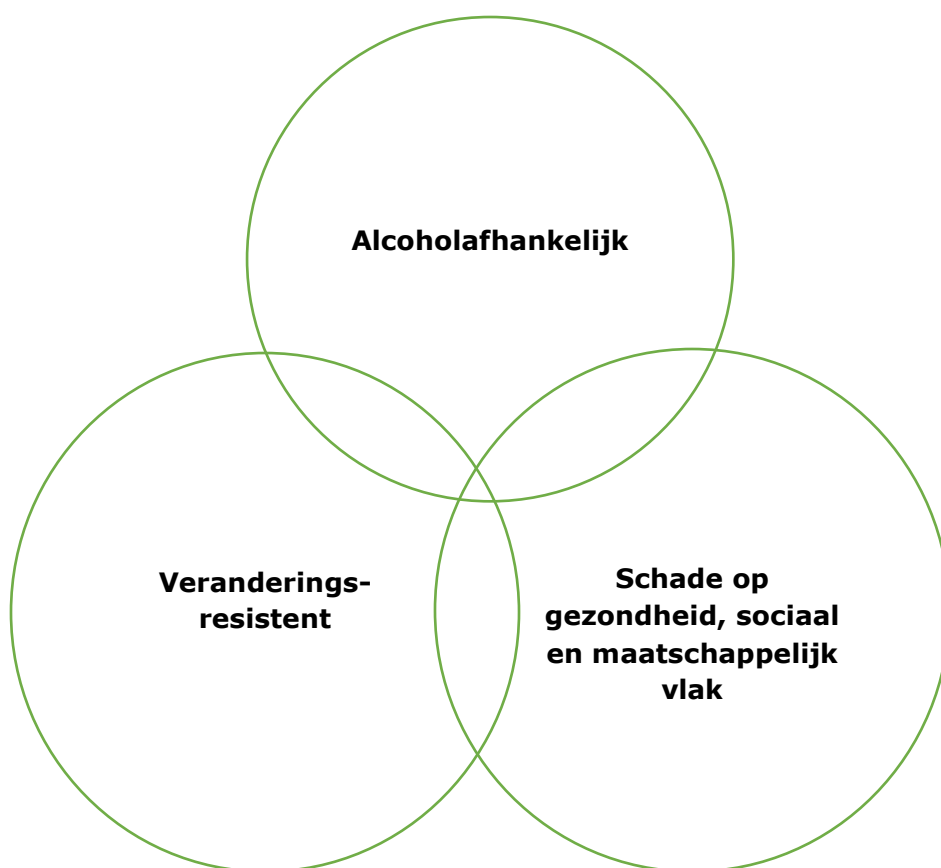 Alcoholafhankelijk
Veranderings-
resistent
Schade op
gezondheid, sociaal
en maatschappelijk
vlak